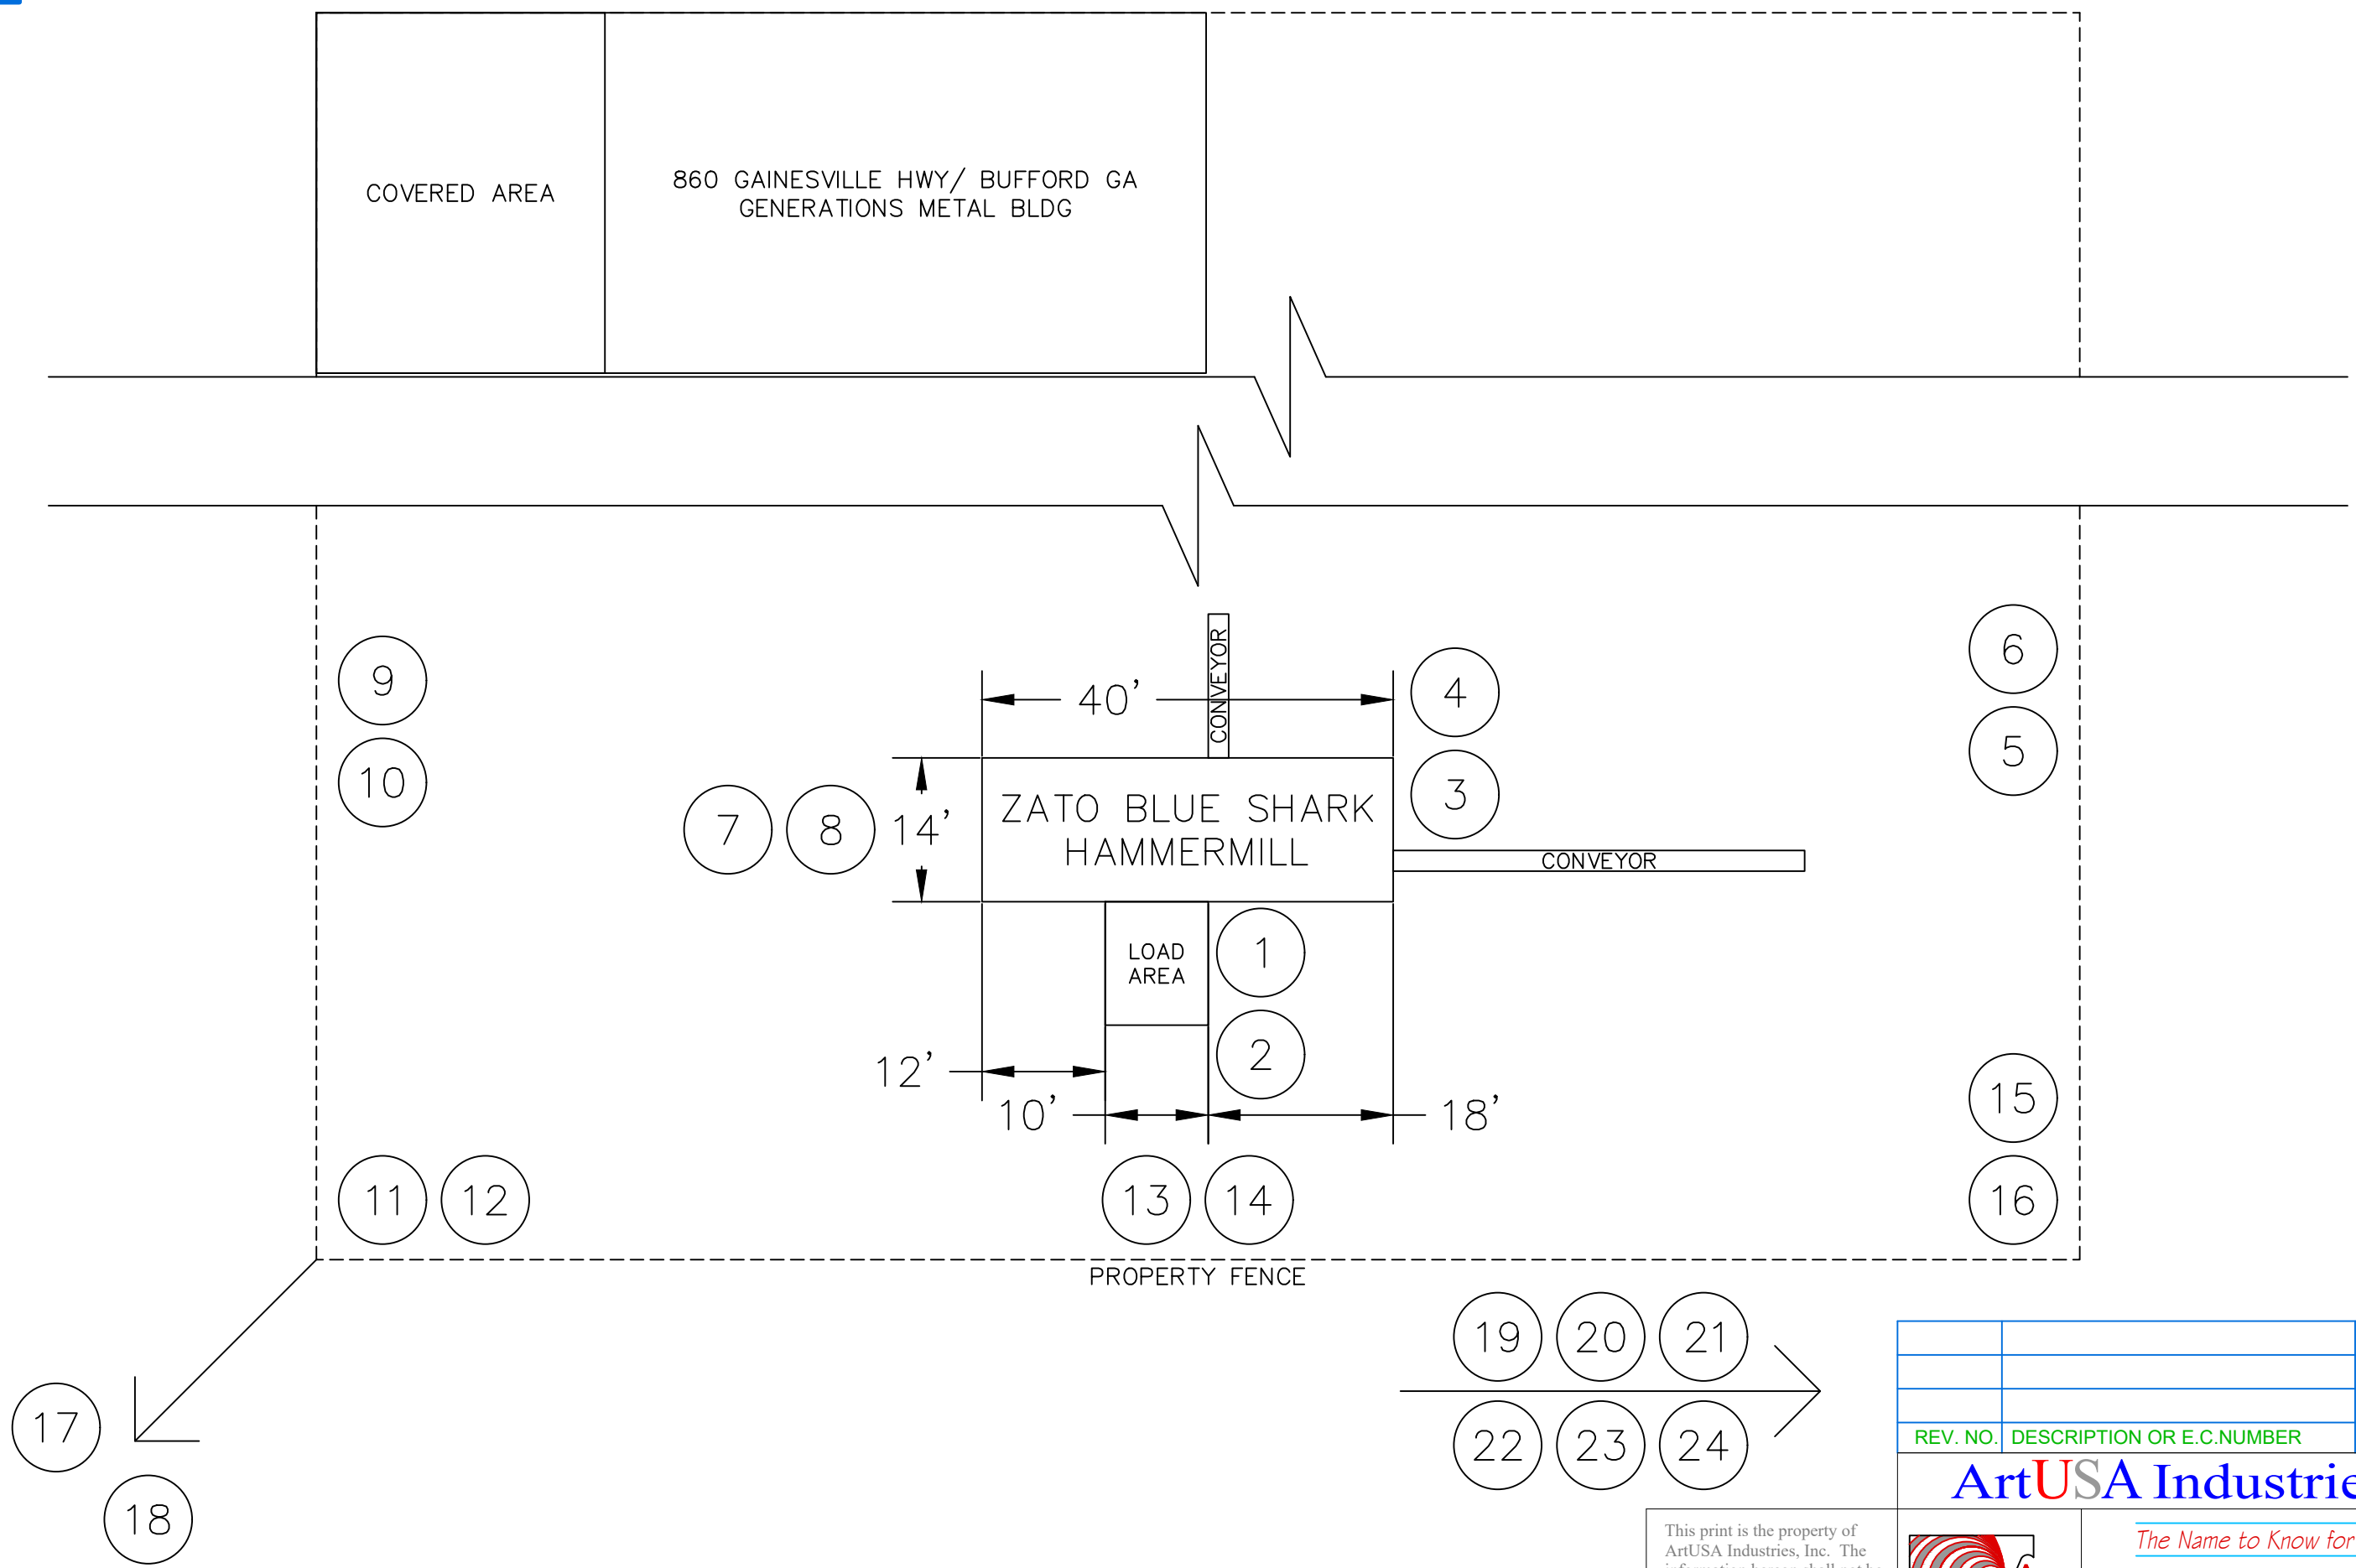 COVERED AREA
860 GAINESVILLE HWY/ BUFFORD GA
GENERATIONS METAL BLDG
9
10
7
8
14'
40'
CONVEYOR
4
3
6
5
ZATO BLUE SHARK
HAMMERMILL
CONVEYOR
LOAD
AREA
1
2
12'
10'
18'
15
16
11
12
13
14
PROPERTY FENCE
17
18
19
20
21
22
23
24
REV. NO.
DESCRIPTION OR E.C.NUMBER
ArtUSA Industrie
This print is the property of
ArtUSA Industries, Inc. The
The Name to Know for